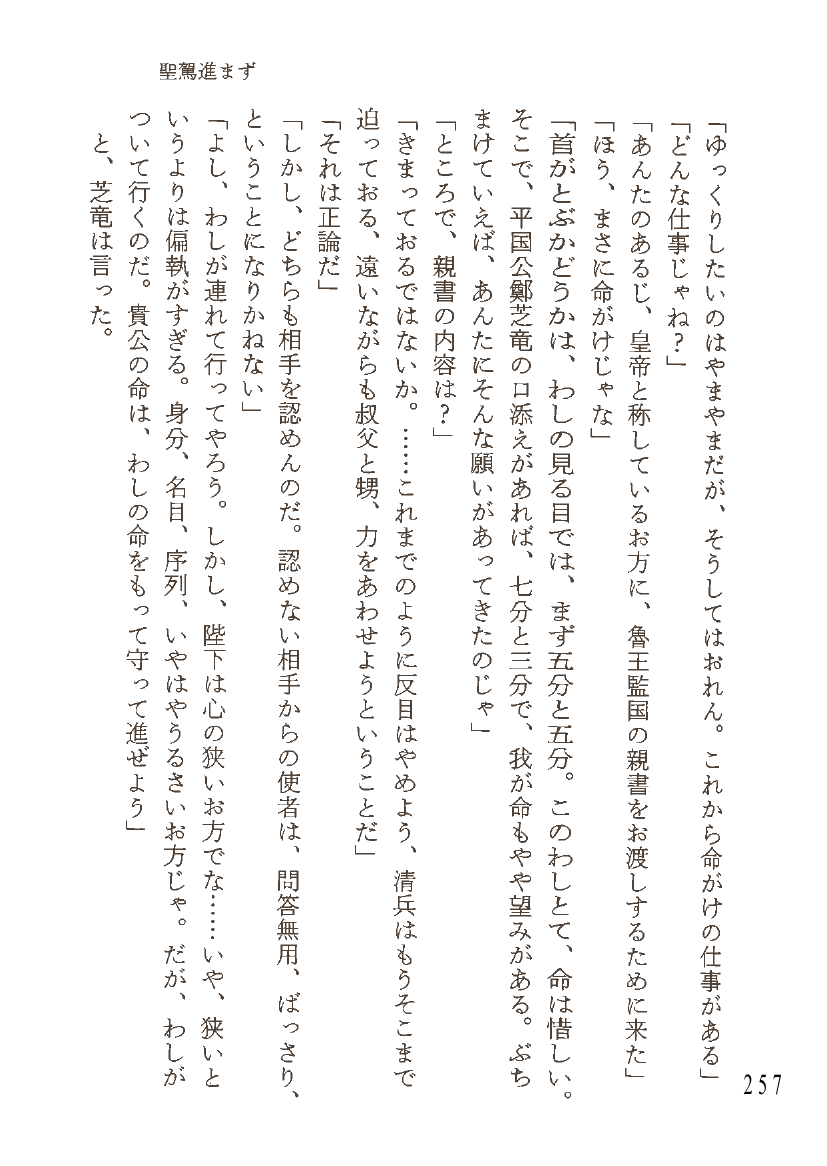 聖駕進まず
「ゆっくりしたいのはやまやまだが、そうしてはおれん。これから命がけの仕事がある」
「どんな仕事じゃね？」
「あんたのあるじ、皇帝と称しているお方に、魯王監国の親書をお渡しするために来た」
「ほう、まさに命がけじゃな」
「首がとぶかどうかは、わしの見る目では、まず五分と五分。このわしとて、命は惜しい。
そこで、平国公鄭芝竜の口添えがあれば、七分と三分で、我が命もやや望みがある。ぶち
まけていえば、あんたにそんな願いがあってきたのじゃ」
「ところで、親書の内容は？」
「きまっておるではないか。……これまでのように反目はやめよう、清兵はもうそこまで
迫っておる、遠いながらも叔父と甥、力をあわせようということだ」
「それは正論だ」
「しかし、どちらも相手を認めんのだ。認めない相手からの使者は、問答無用、ばっさり、
ということになりかねない」
「よし、わしが連れて行ってやろう。しかし、陛下は心の狭いお方でな……いや、狭いと
いうよりは偏執がすぎる。身分、名目、序列、いやはやうるさいお方じゃ。だが、わしが
ついて行くのだ。貴公の命は、わしの命をもって守って進ぜよう」
と、芝竜は言った。
257